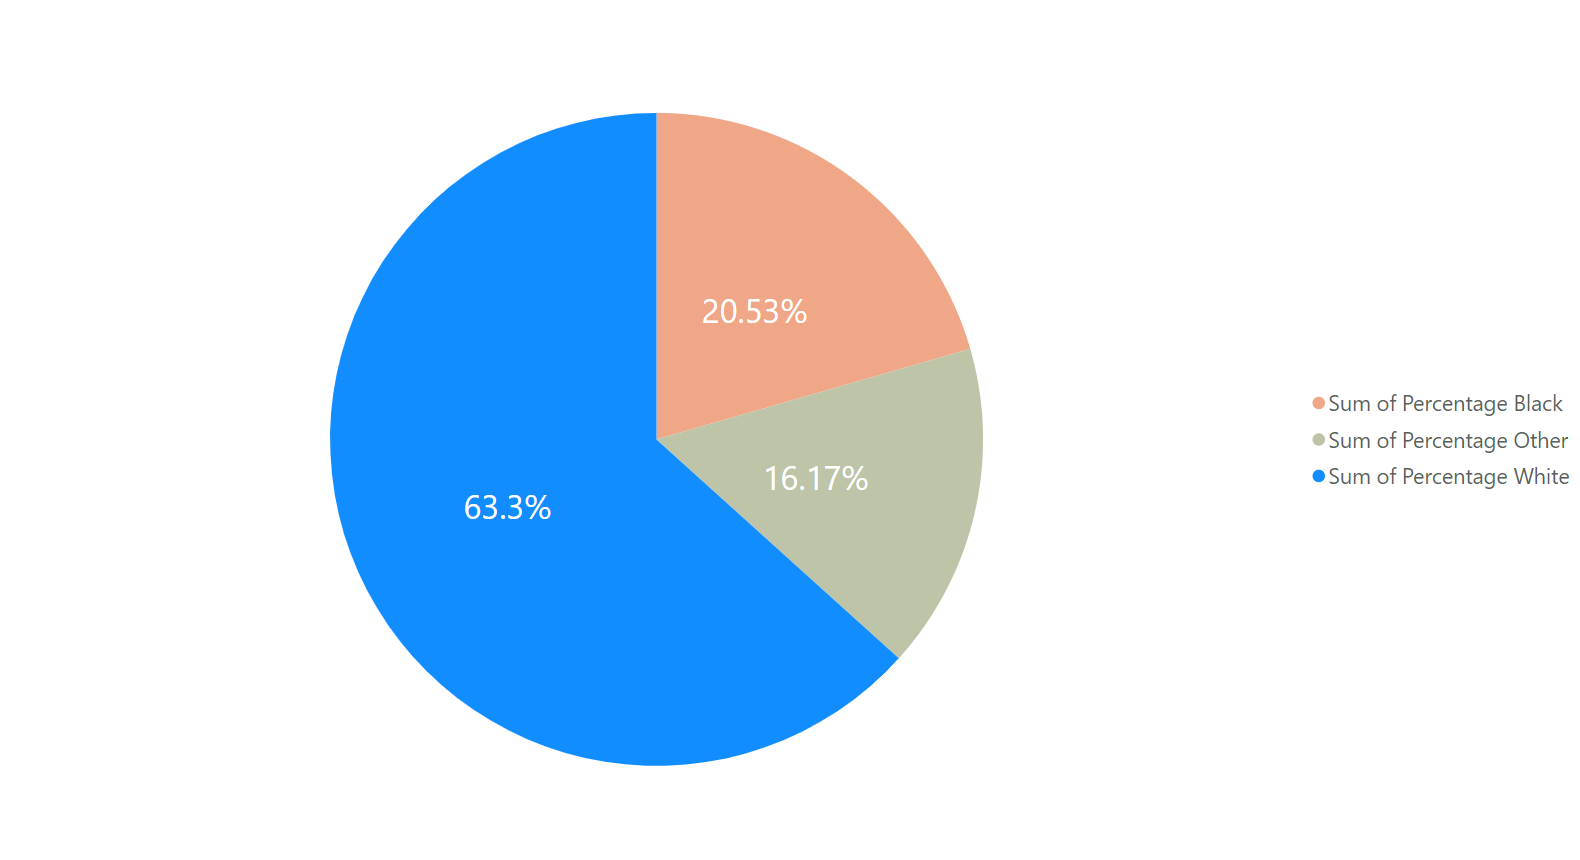 20.53%
16.17%
63.3%
Sum of Percentage Black
Sum of Percentage Other
Sum of Percentage White